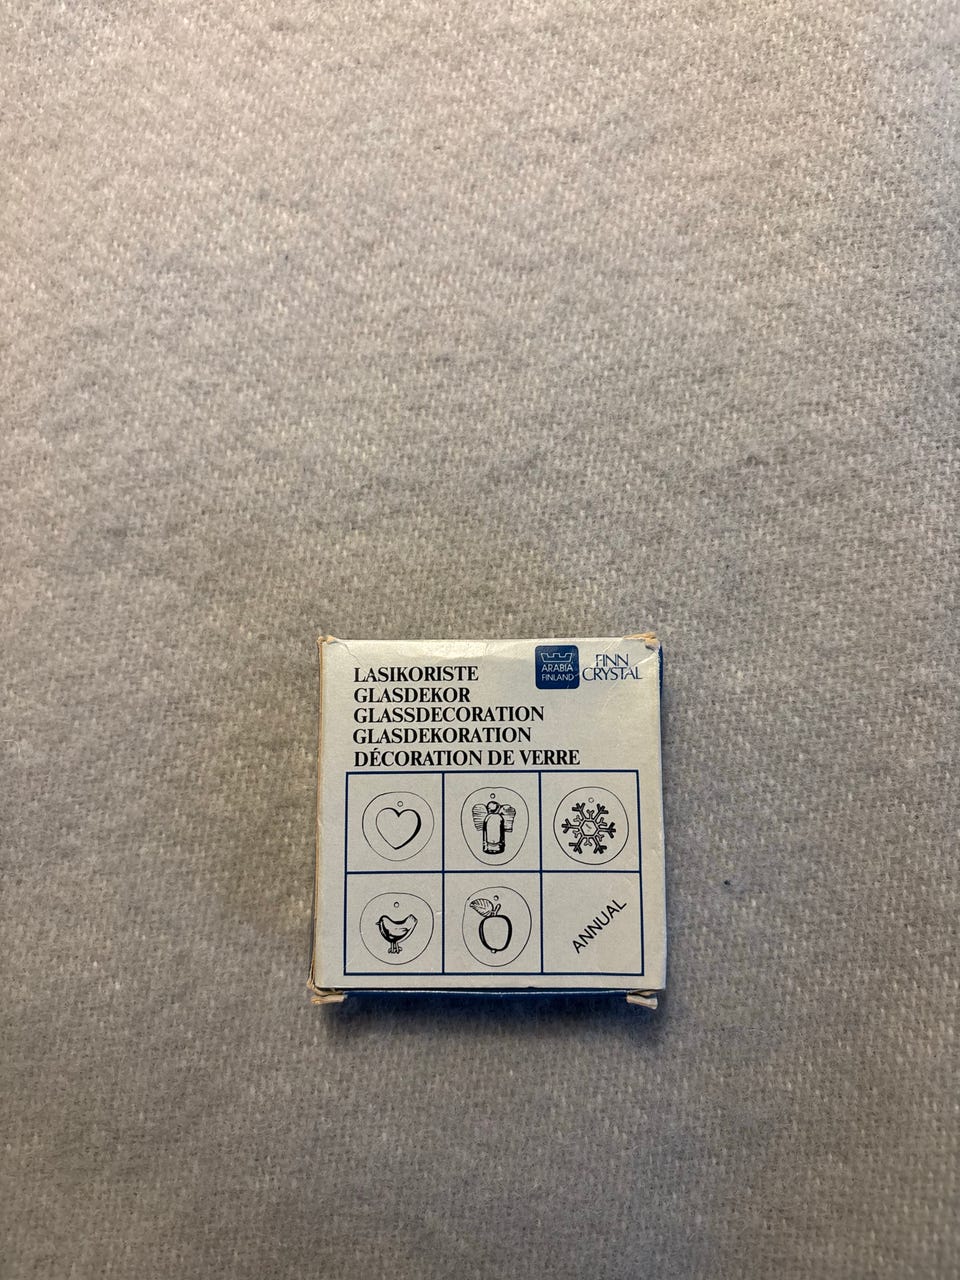 LASIKORISTE
GLASDEKOR
GLASSDECORATION
GLASDEKORATION
DÉCORATION DE VERRE
ARABIA
FINLAND
FINN
CRYSTAL
ANNUAL